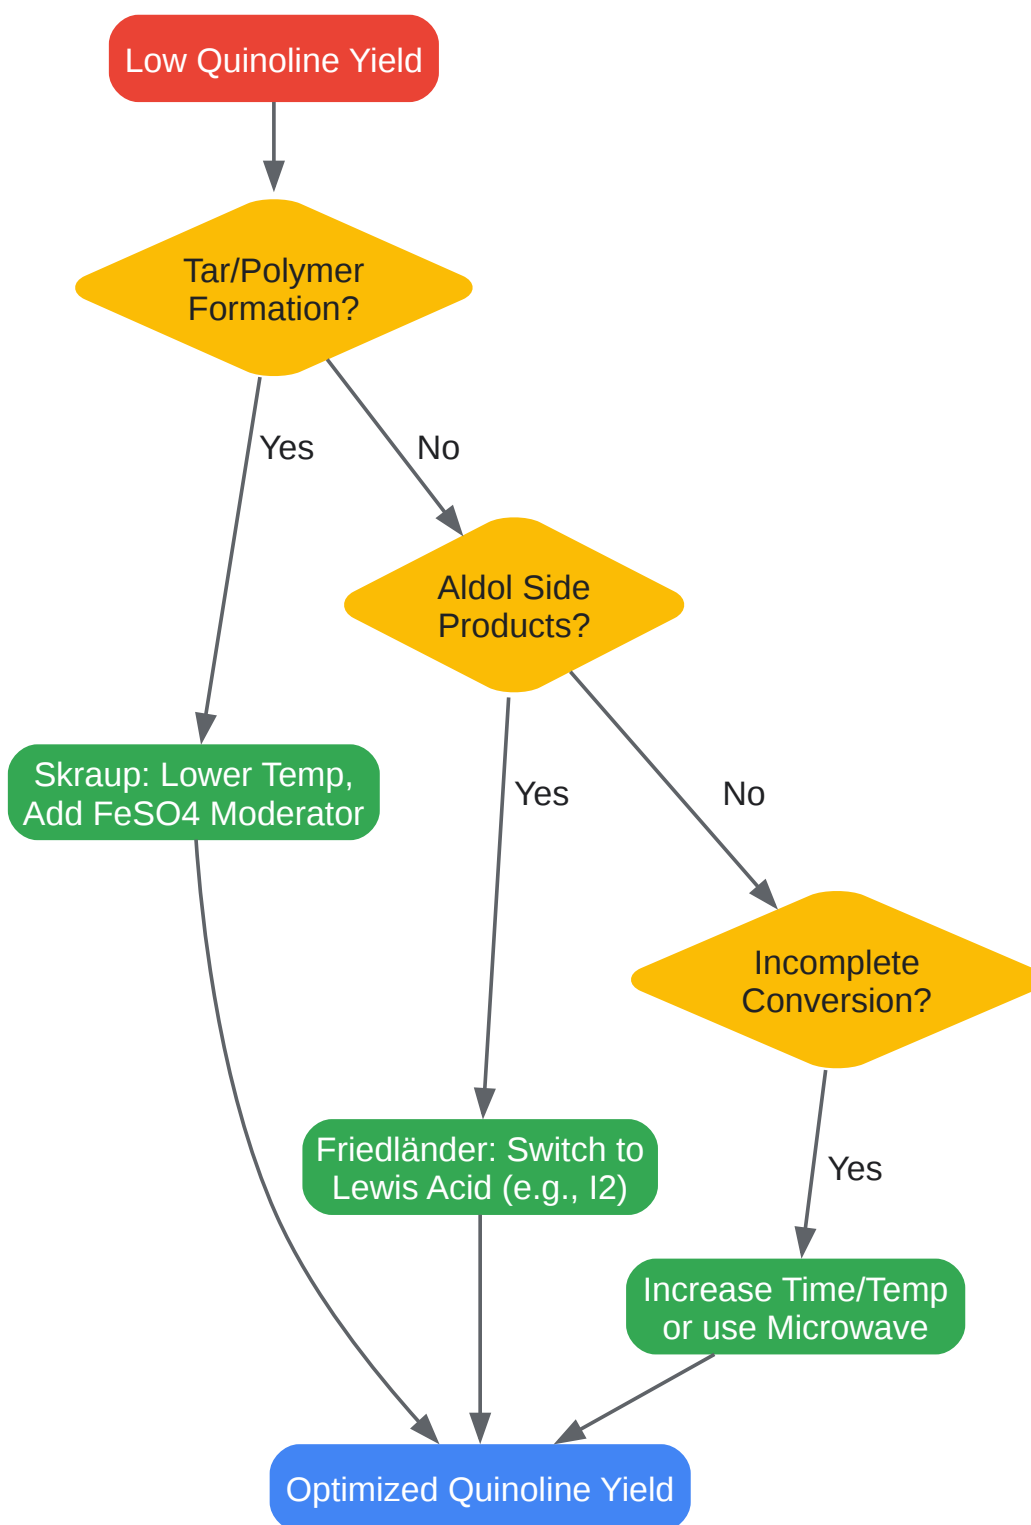 Low Quinoline Yield
Tar/Polymer
Formation?
Yes
No
Aldol Side
Products?
Skraup: Lower Temp,
Add FeSO4 Moderator
Yes
No
Incomplete
Conversion?
Friedländer: Switch to
Lewis Acid (e.g., I2)
Yes
Increase Time/Temp
or use Microwave
Optimized Quinoline Yield